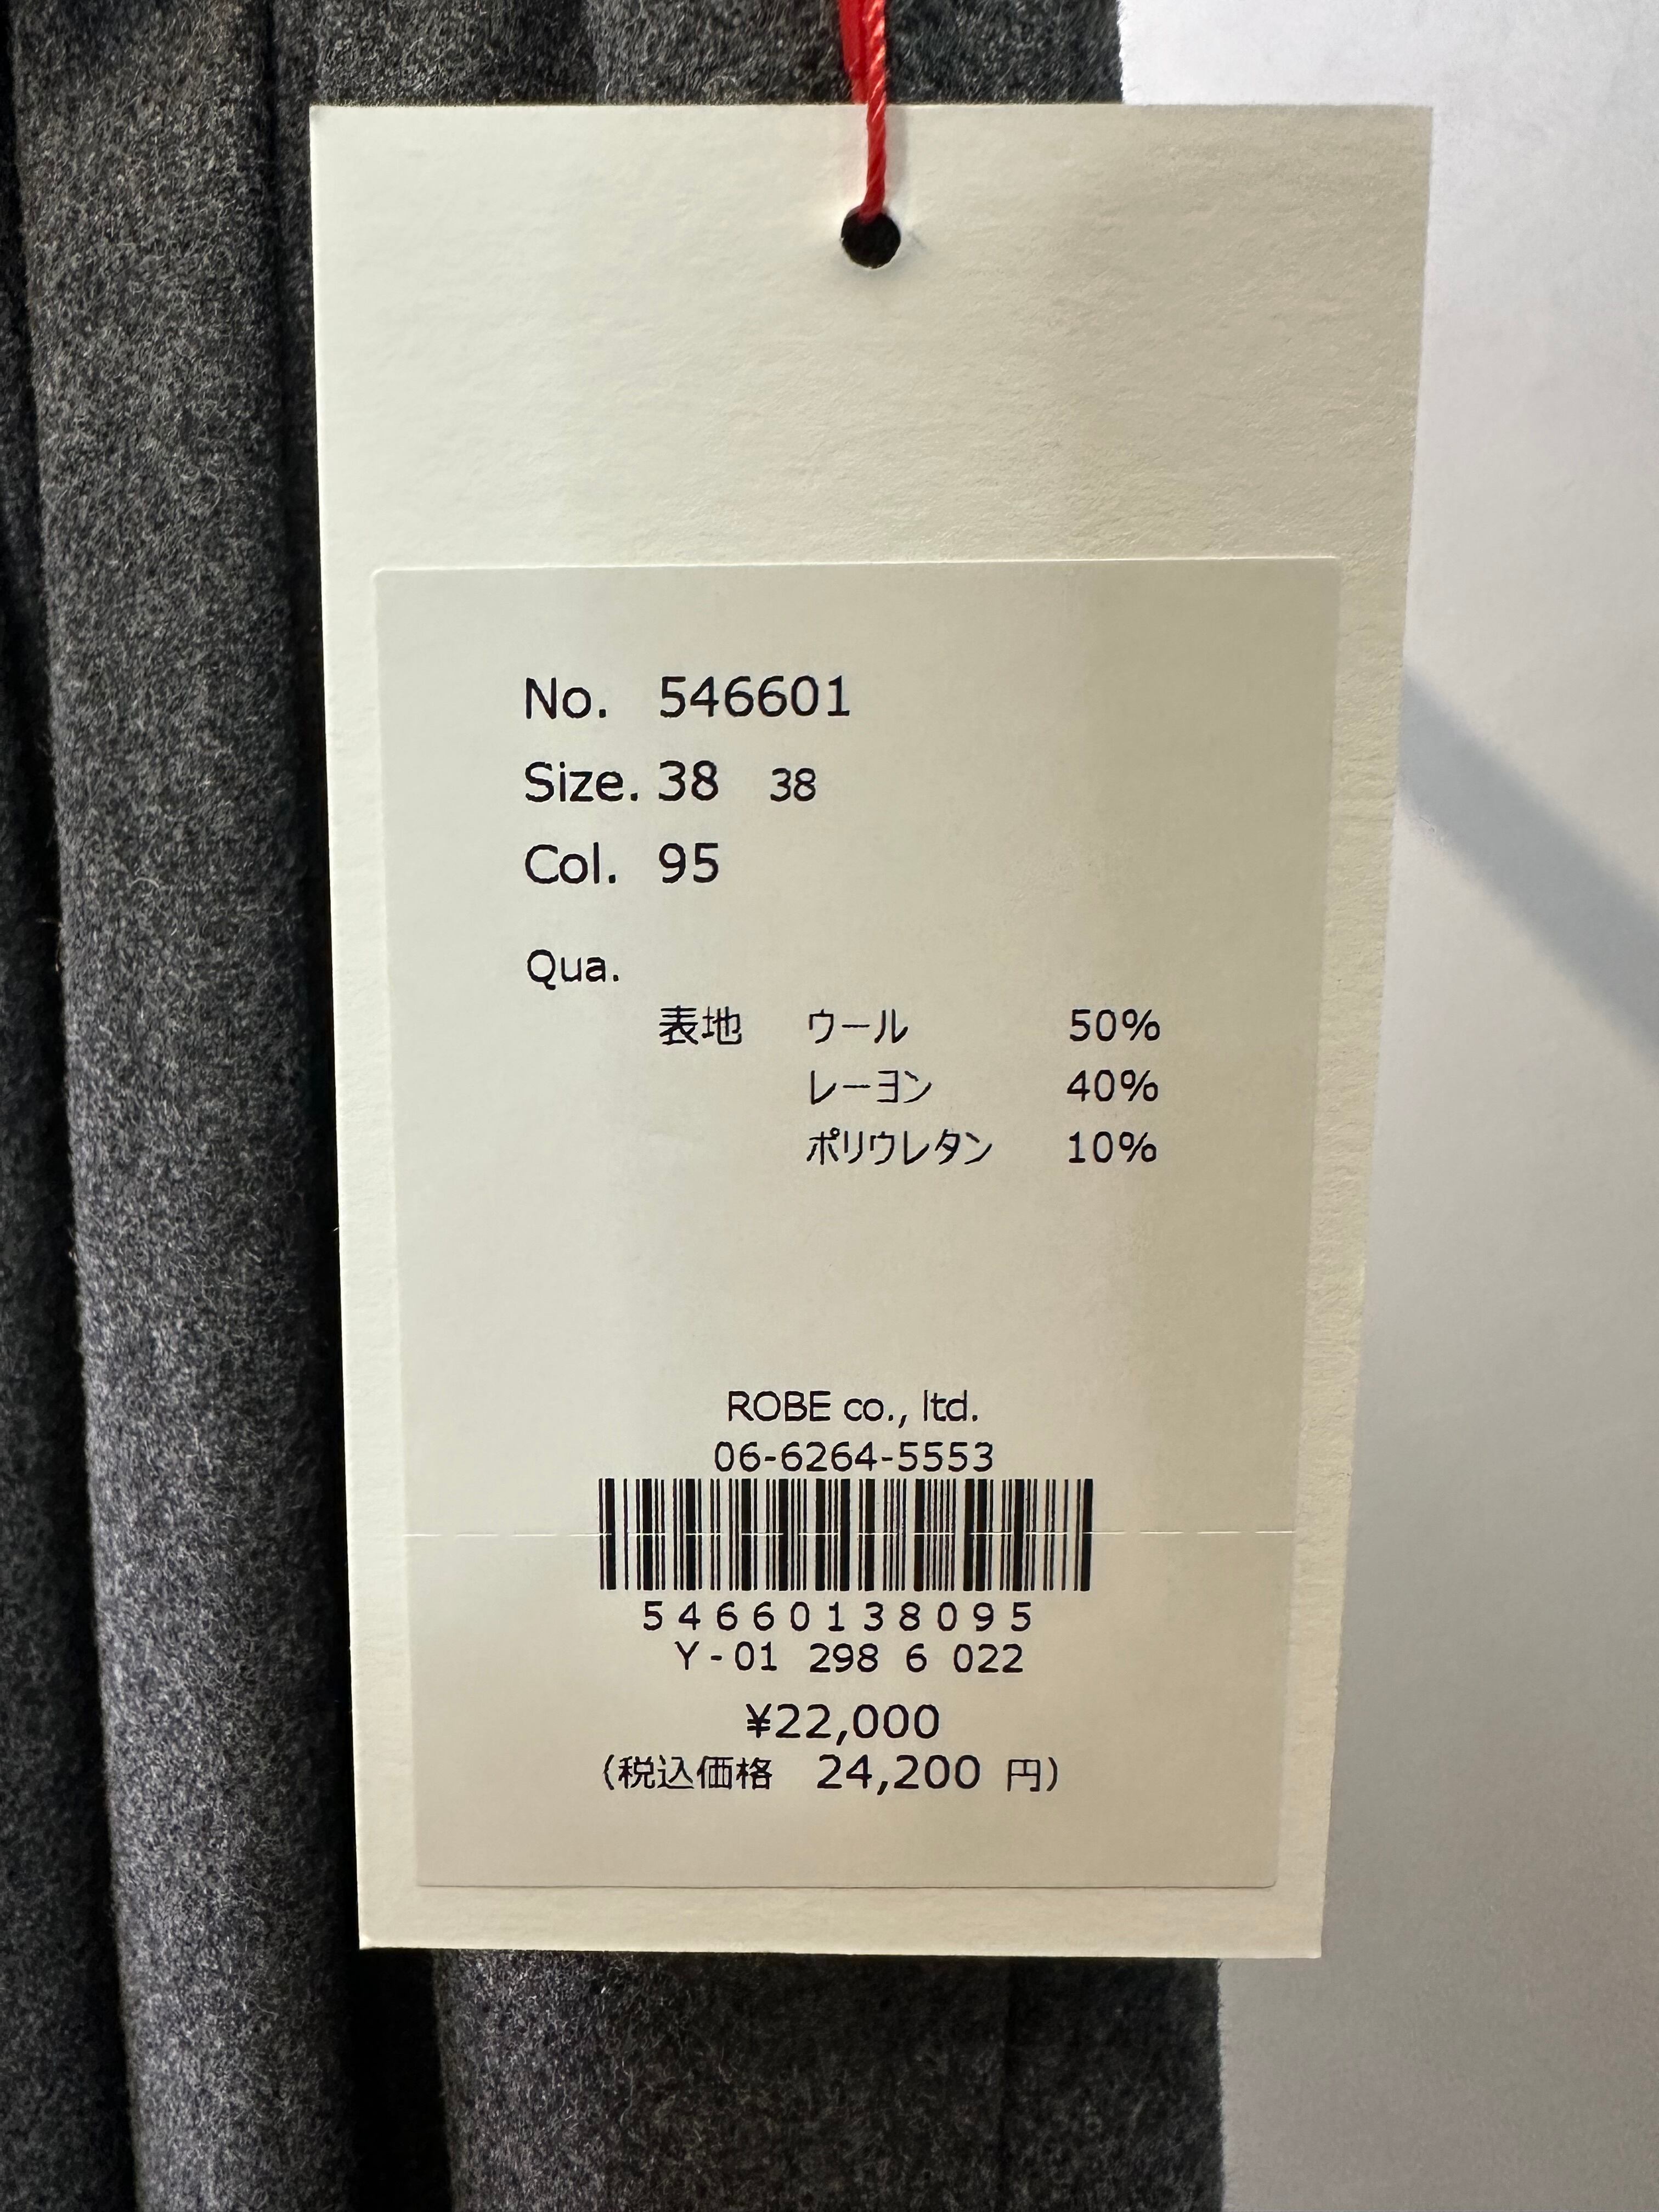 No. 546601
Size. 38 38
Col. 95
Qua.
表地 ウール 50%
レーヨン 40%
ポリウレタン 10%
ROBE co., ltd.
06-6264-5553
54660138095
Y-01 298 6 022
¥22,000
(税込価格 24,200 円)